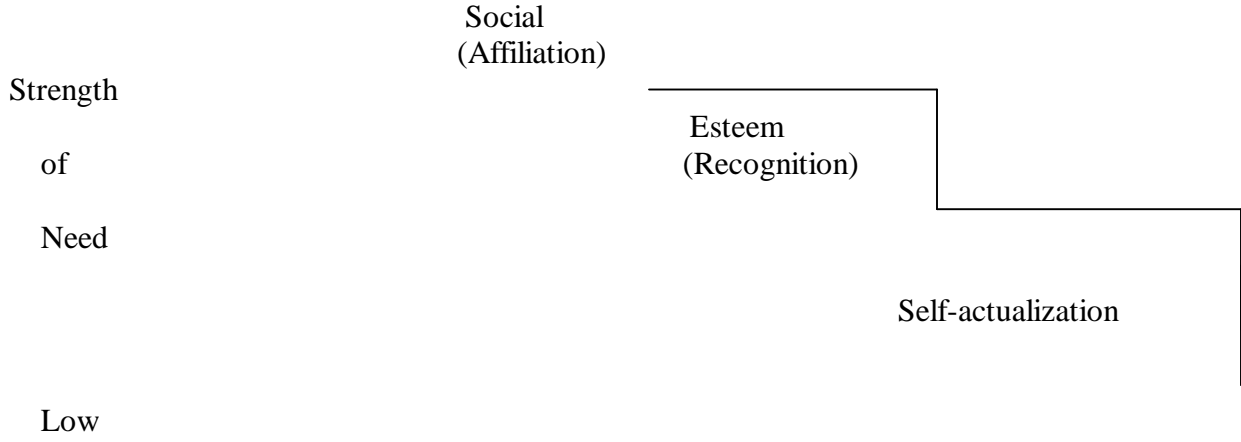 Social
(Affiliation)
Strength
Esteem
of
(Recognition)
Need
Self-actualization
Low